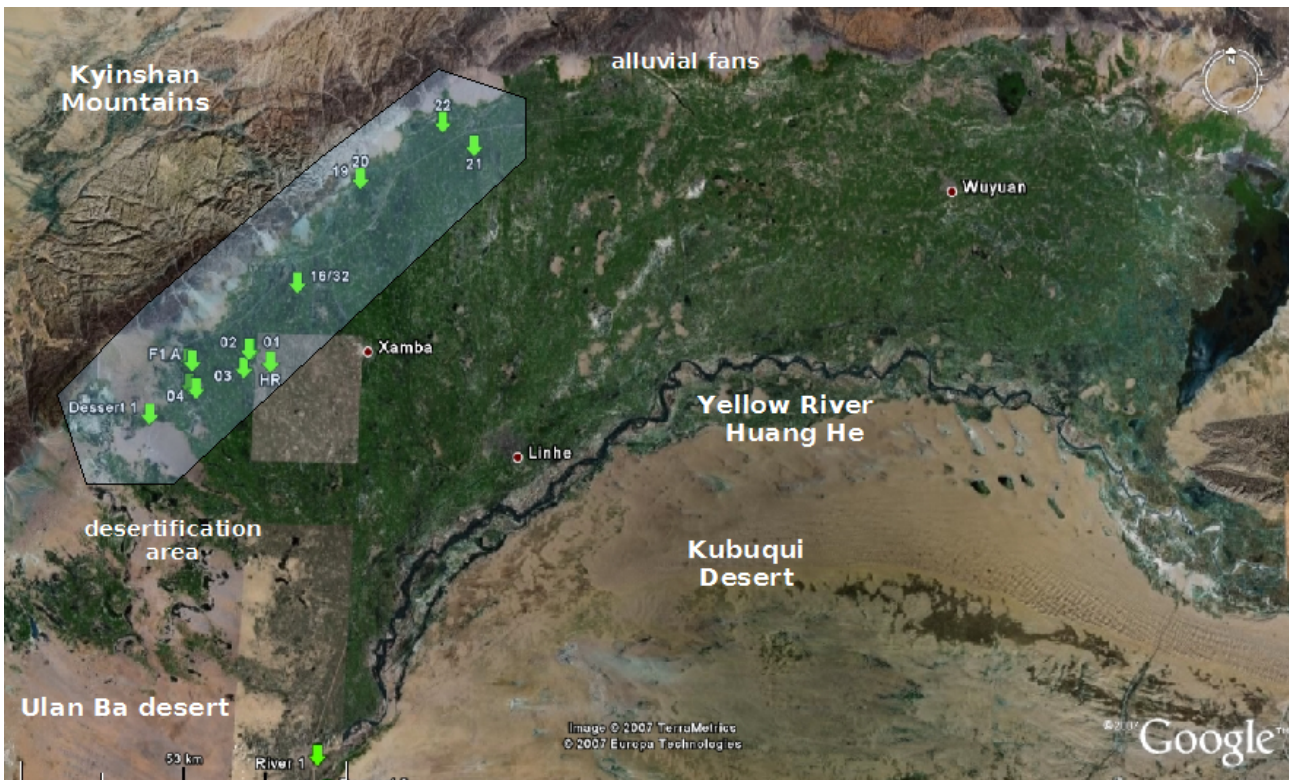 alluvial fans
Kyinshan
Mountains
22
20
19
21
Wuyuan
16/32
02
01
Xamba
F1 A
03
HR
04
Dessert 1
Yellow River
Huang He
Linhe
desertification
area
Kubuqui
Desert
Ulan Ba desert
Image © 2007 TerraMetrics
© 2007 Europa Technologies
Google™
53 km
River 1
N